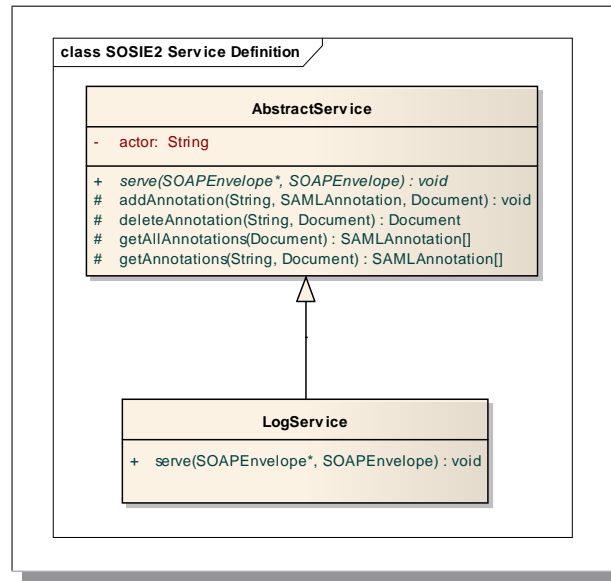 class SOSIE2 Service Definition
AbstractService
- actor: String
+ serve(SOAPEnvelope*, SOAPEnvelope) : void
# addAnnotation(String, SAMLAnnotation, Document) : void
# deleteAnnotation(String, Document) : Document
# getAllAnnotations(Document) : SAMLAnnotation[]
# getAnnotations(String, Document) : SAMLAnnotation[]
LogService
+ serve(SOAPEnvelope*, SOAPEnvelope) : void